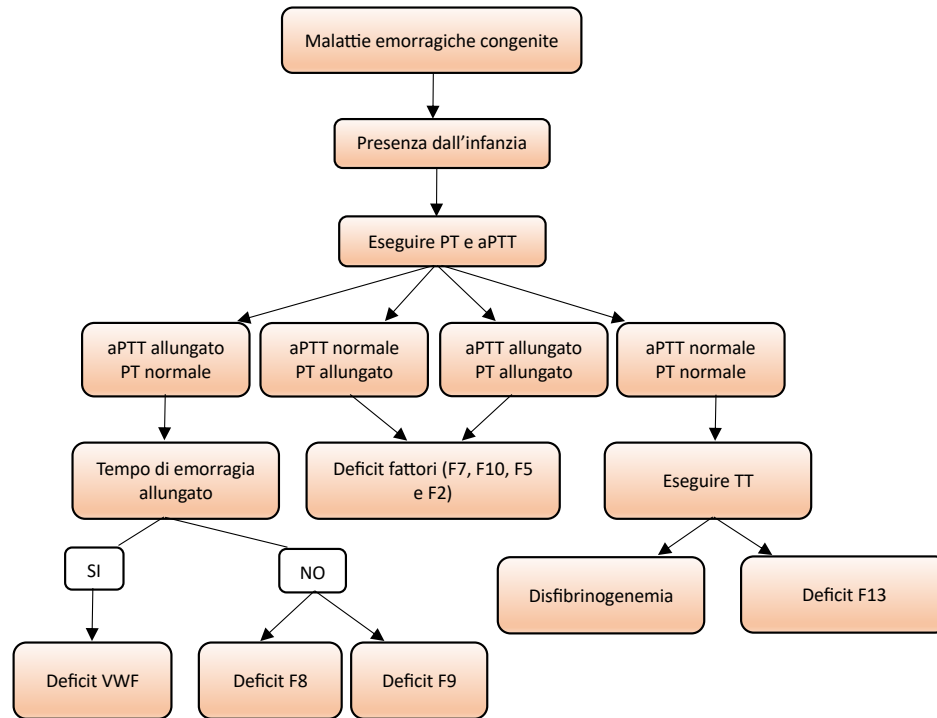 Malattie emorragiche congenite
Presenza dall'infanzia
Eseguire PT e aPTT
aPTT allungato
PT normale
aPTT normale
PT allungato
aPTT allungato
PT allungato
aPTT normale
PT normale
Tempo di emorragia
allungato
Deficit fattori (F7, F10, F5
e F2)
Eseguire TT
SI
NO
Disfibrinogenemia
Deficit F13
Deficit VWF
Deficit F8
Deficit F9